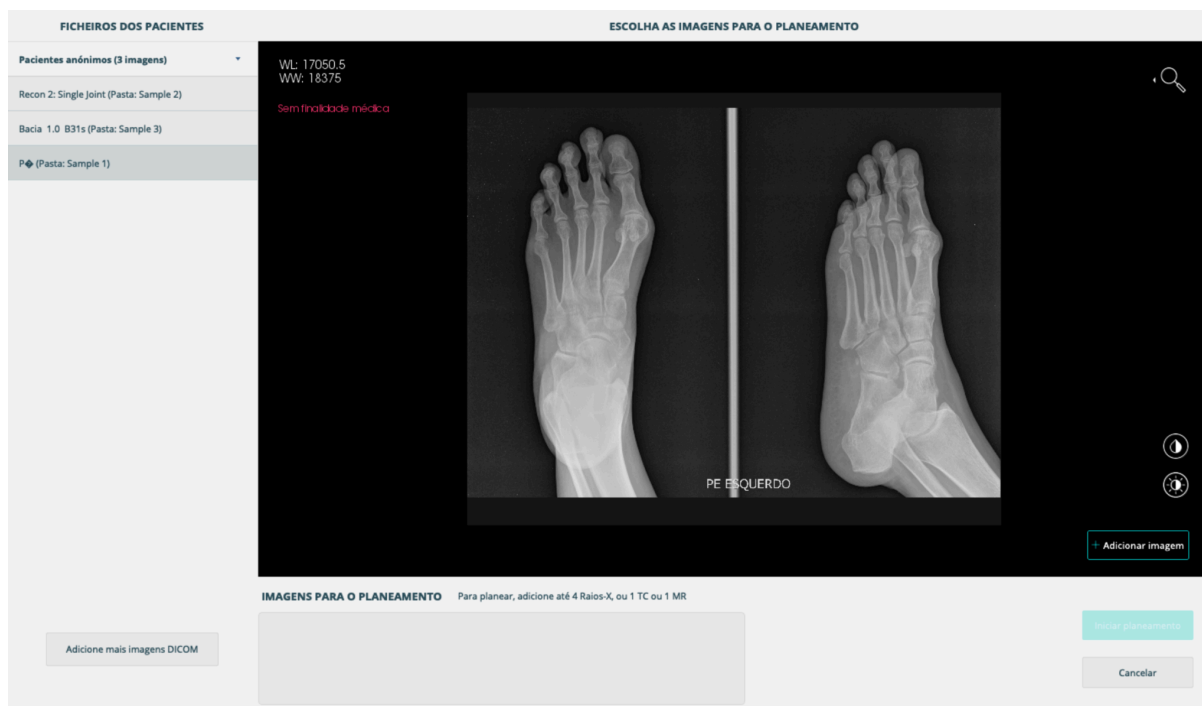 FICHEIROS DOS PACIENTES
ESCOLHA AS IMAGENS PARA O PLANEAMENTO
Pacientes anónimos (3 imagens)
Recon 2: Single Joint (Pasta: Sample 2)
Bacia 1.0 B31s (Pasta: Sample 3)
P� (Pasta: Sample 1)
WL: 17050.5
WW: 18375
Sem finalidade médica
PE ESQUERDO
+ Adicionar imagem
IMAGENS PARA O PLANEAMENTO Para planear, adicione até 4 Raios-X, ou 1 TC ou 1 MR
Iniciar planeamento
Adicione mais imagens DICOM
Cancelar